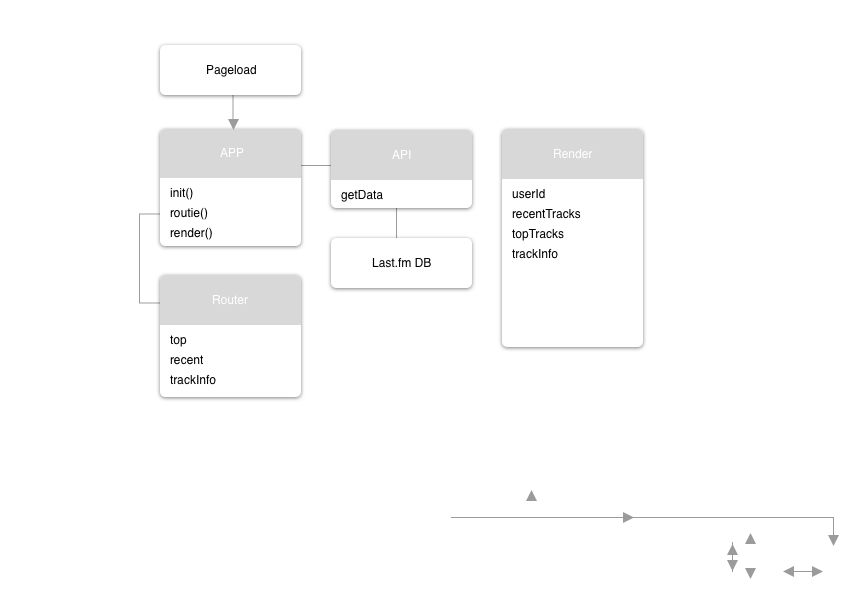 Pageload
APP
init()
routie()
render()
API
getData
Last.fm DB
Render
userId
recentTracks
topTracks
trackInfo
Router
top
recent
trackInfo